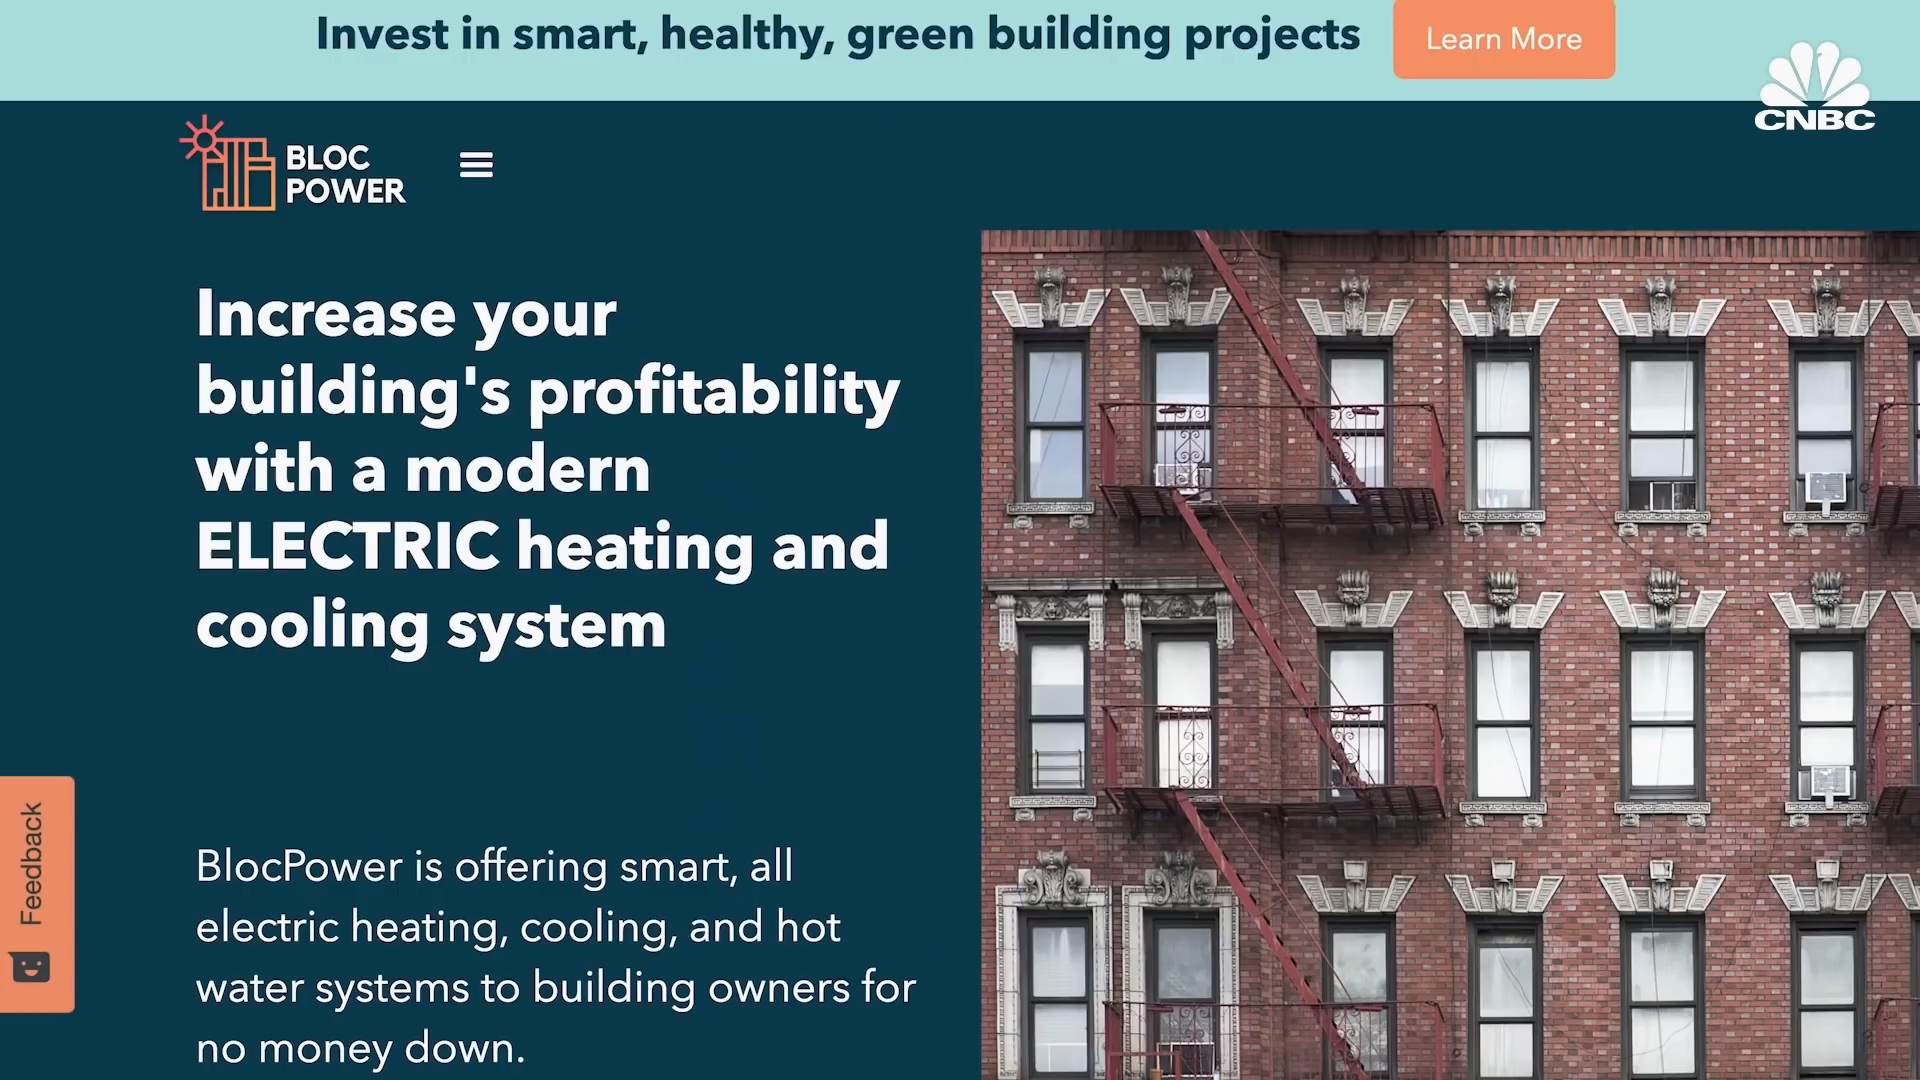 Invest in smart, healthy, green building projects
Learn More
CNBC
BLOC
POWER
Increase your
building's profitability
with a modern
ELECTRIC heating and
cooling system
Feedback
BlocPower is offering smart, all
electric heating, cooling, and hot
water systems to building owners for
no money down.